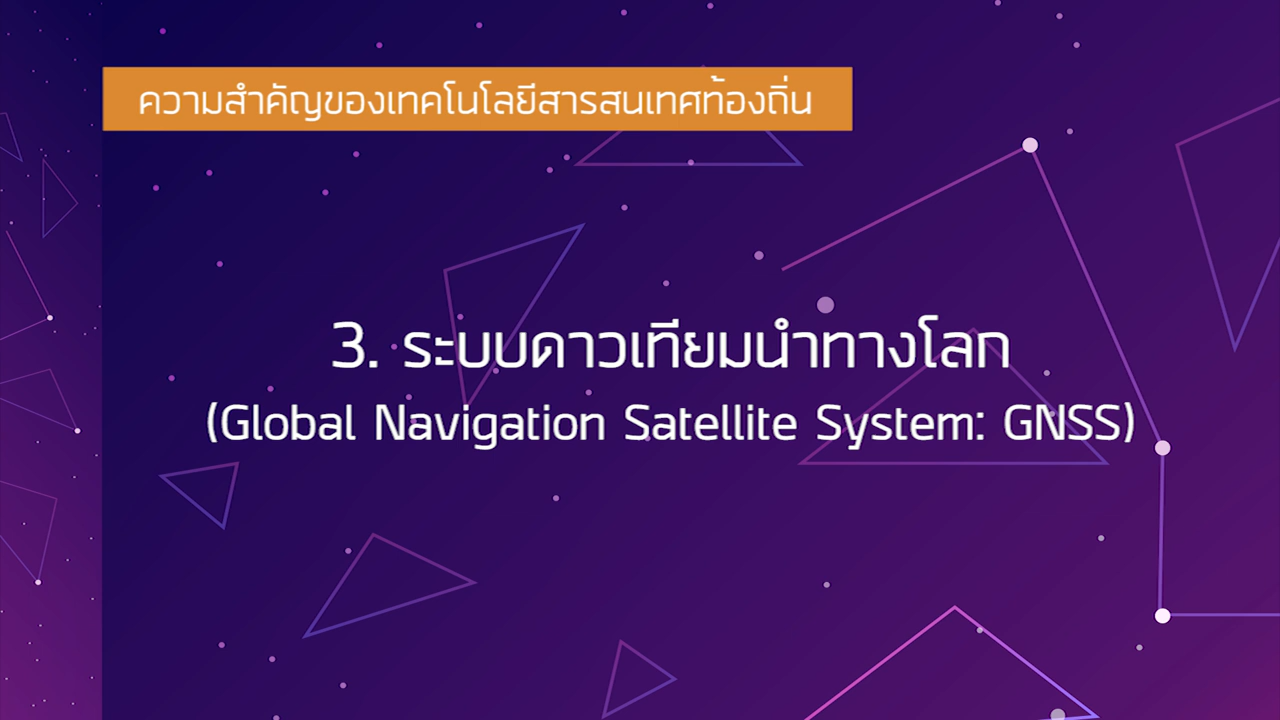 ความสำคัญของเทคโนโลยีสารสนเทศท้องถิ่น
3. ระบบดาวเทียมนำทางโลก
(Global Navigation Satellite System: GNSS)